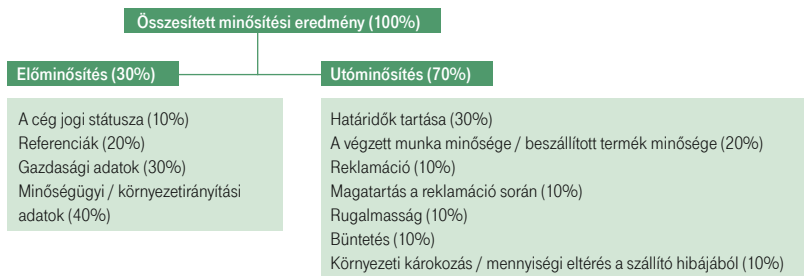 Összesített minősítési eredmény (100%)
Előminősítés (30%)
Utóminősítés (70%)
A cég jogi státusza (10%)
Referenciák (20%)
Gazdasági adatok (30%)
Minőségügyi / környezetirányítási
adatok (40%)
Határidők tartása (30%)
A végzett munka minősége / beszállított termék minősége (20%)
Reklamáció (10%)
Magatartás a reklamáció során (10%)
Rugalmasság (10%)
Büntetés (10%)
Környezeti károkozás / mennyiségi eltérés a szállító hibájából (10%)